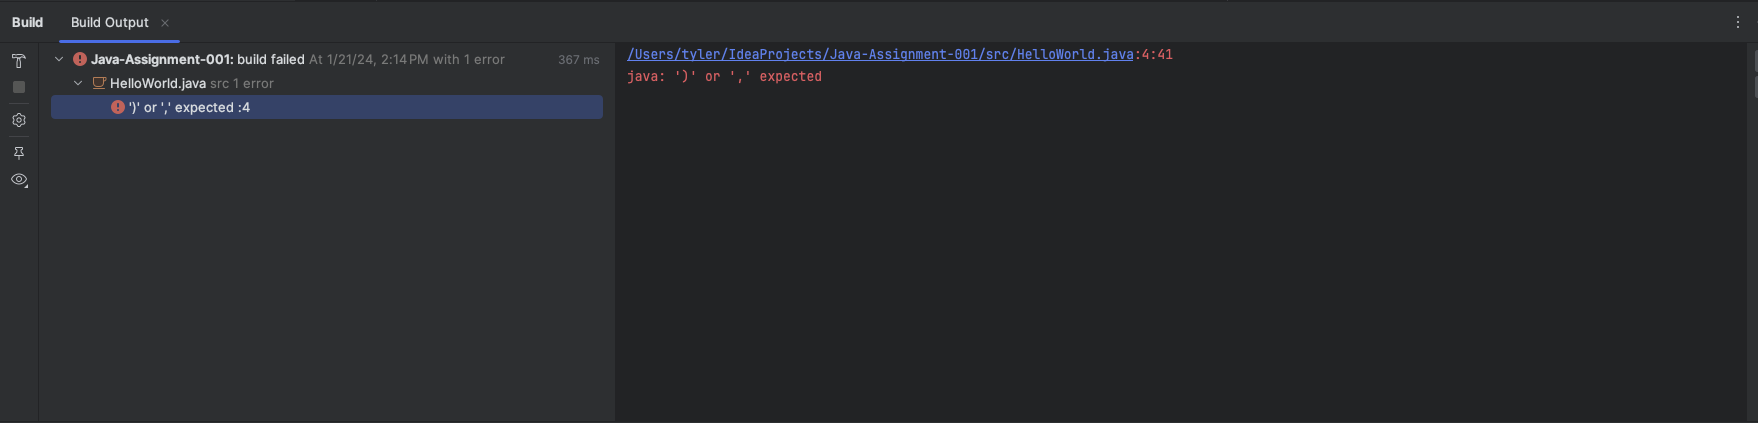 Build Build Output
Java-Assignment-001: build failed At 1/21/24, 2:14 PM with 1 error 367 ms
HelloWorld.java src 1 error
')' or ',' expected :4
/Users/tyler/IdeaProjects/Java-Assignment-001/src/HelloWorld.java:4:41
java: ')' or ',' expected